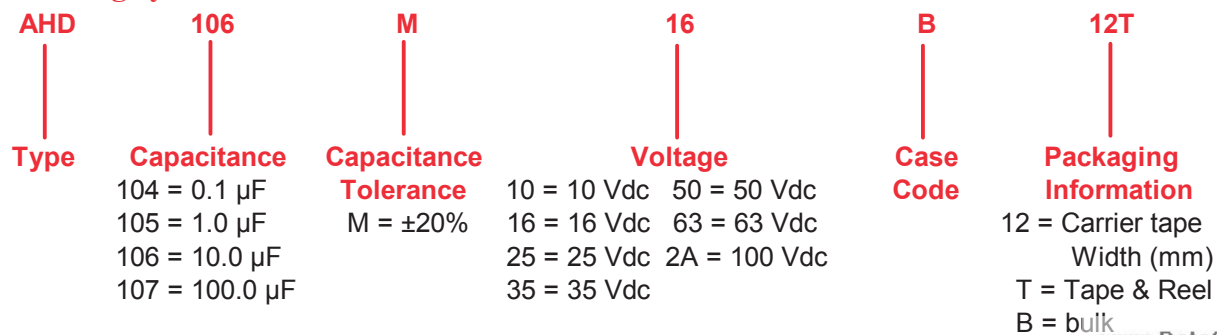 AHD 106 M 16 B 12T
Type Capacitance Capacitance Voltage Case Packaging
Tolerance Code Information
104 = 0.1 µF 10 = 10 Vdc 50 = 50 Vdc
105 = 1.0 µF M = ±20% 16 = 16 Vdc 63 = 63 Vdc 12 = Carrier tape
106 = 10.0 µF 25 = 25 Vdc 2A = 100 Vdc Width (mm)
107 = 100.0 µF 35 = 35 Vdc T = Tape & Reel
B = bulk